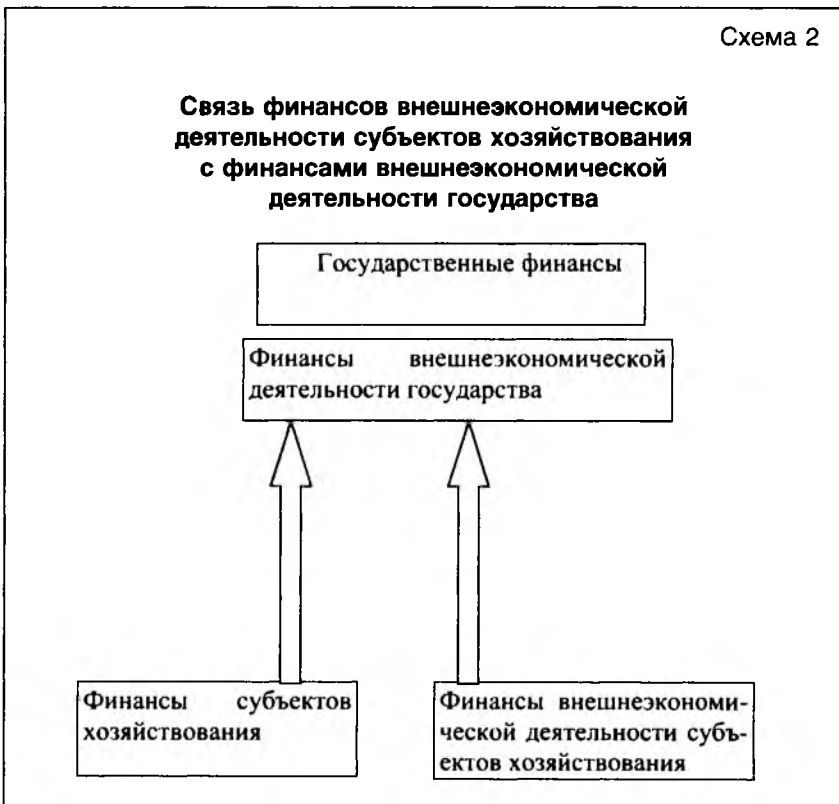 Схема 2
Связь финансов внешнеэкономической
деятельности субъектов хозяйствования
с финансами внешнеэкономической
деятельности государства
Государственные финансы
Финансы внешнеэкономической
деятельности государства
Финансы субъектов
хозяйствования
Финансы внешнеэкономи-
ческой деятельности субъ-
ектов хозяйствования